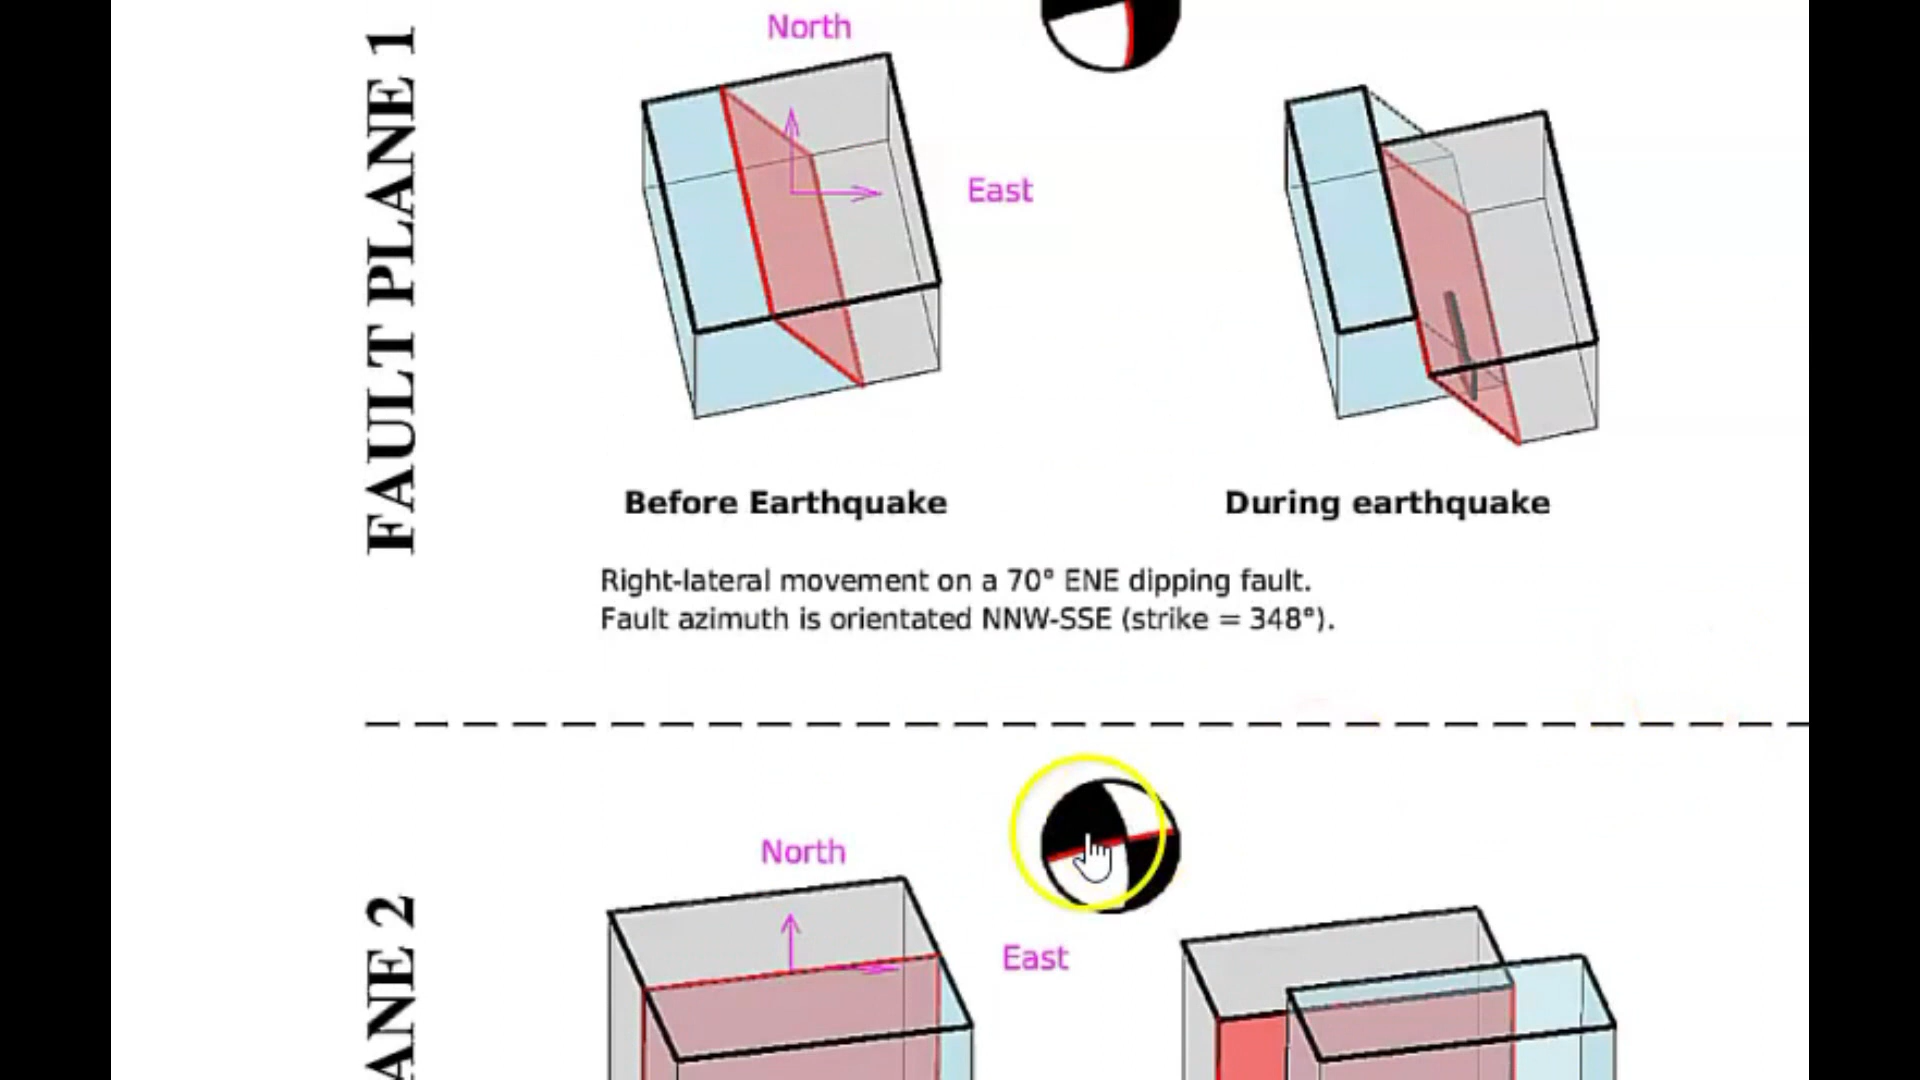 FAULT PLANE 1
North
East
Before Earthquake
During earthquake
Right-lateral movement on a 70° ENE dipping fault.
Fault azimuth is orientated NNW-SSE (strike = 348°).
ANE 2
North
East